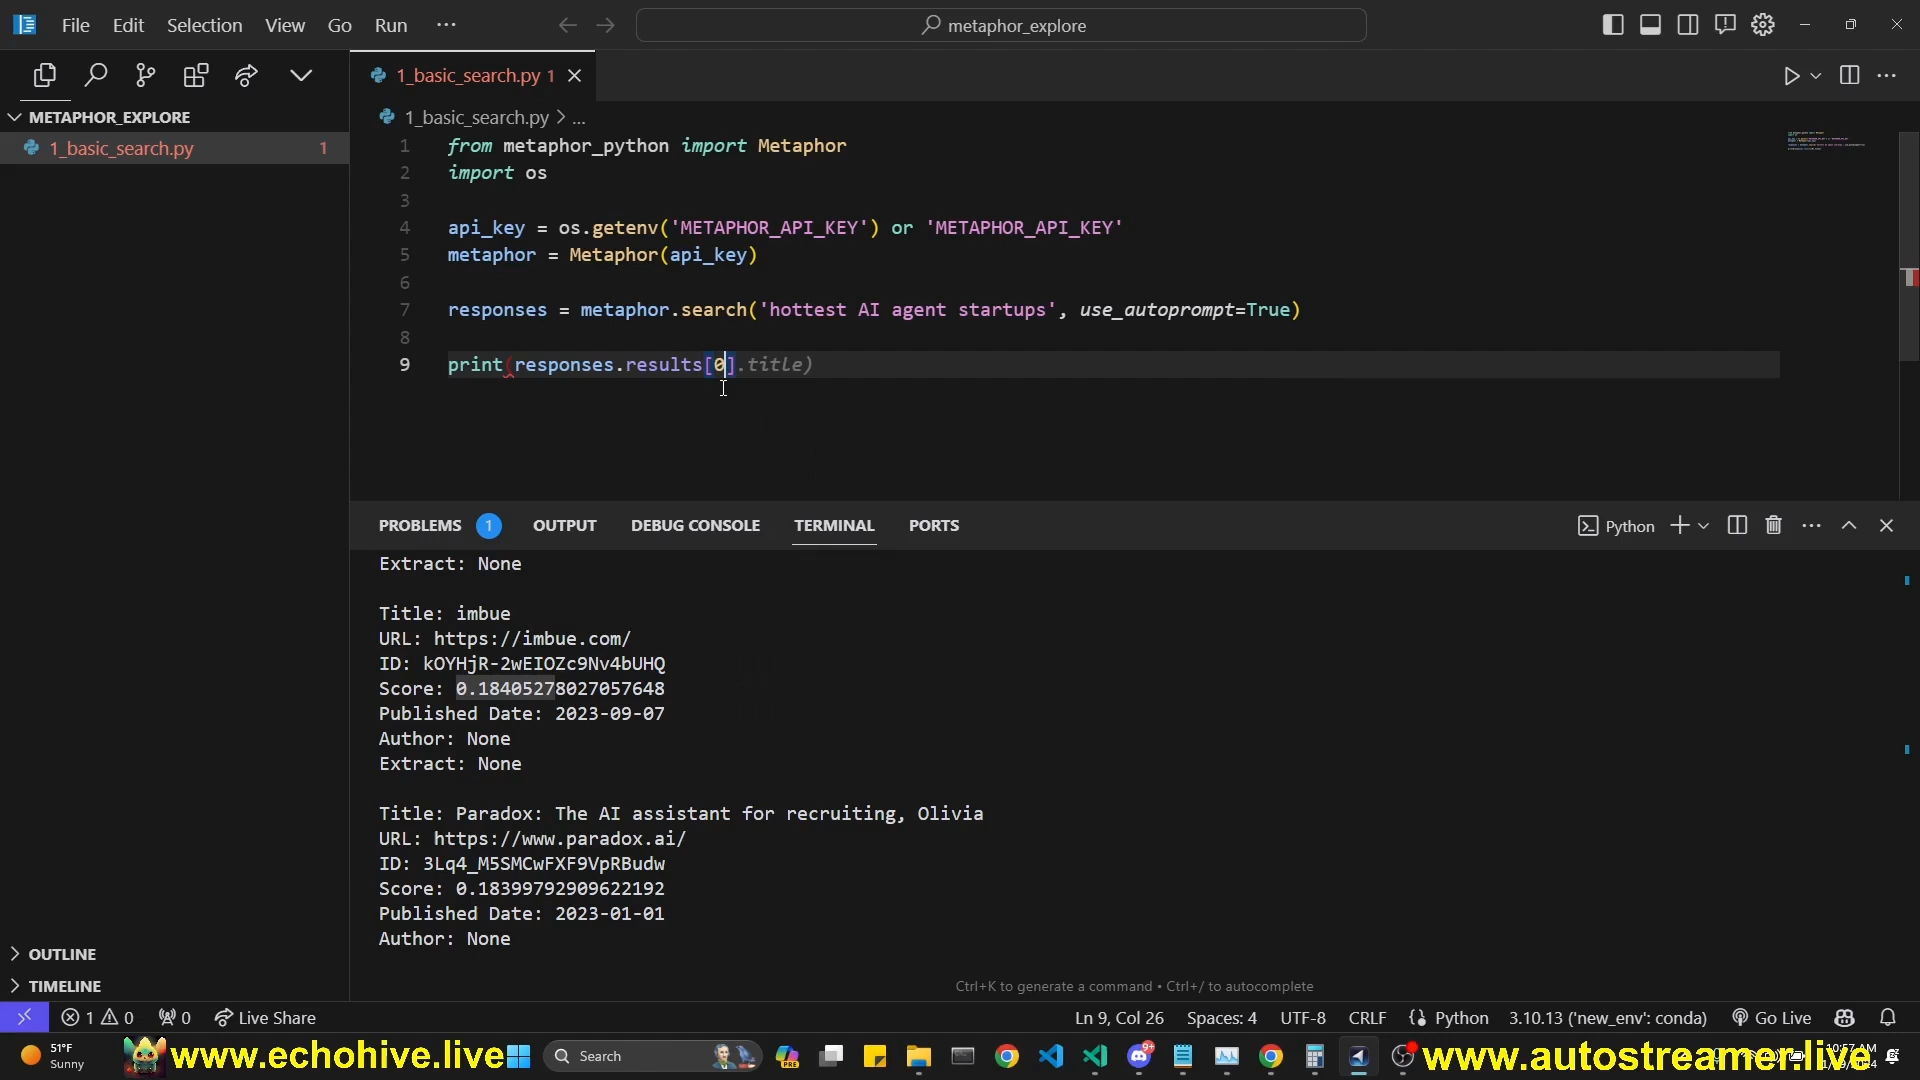 File Edit Selection View Go Run ···
metaphor_explore
METAPHOR_EXPLORE
1_basic_search.py 1
1_basic_search.py 1
1_basic_search.py > ...
1 from metaphor_python import Metaphor
2 import os
3
4 api_key = os.getenv('METAPHOR_API_KEY') or 'METAPHOR_API_KEY'
5 metaphor = Metaphor(api_key)
6
7 responses = metaphor.search('hottest AI agent startups', use_autoprompt=True)
8
9 print(responses.results[0].title)
PROBLEMS 1 OUTPUT DEBUG CONSOLE TERMINAL PORTS
Python
Extract: None
Title: imbue
URL: https://imbue.com/
ID: kOYHjR-2wEIOZc9Nv4bUHQ
Score: 0.18405278027057648
Published Date: 2023-09-07
Author: None
Extract: None
Title: Paradox: The AI assistant for recruiting, Olivia
URL: https://www.paradox.ai/
ID: 3Lq4_M5SMCwFXF9VpRBudw
Score: 0.18399792909622192
Published Date: 2023-01-01
Author: None
Ctrl+K to generate a command • Ctrl+/ to autocomplete
OUTLINE
TIMELINE
1 0 0 Live Share
Ln 9, Col 26 Spaces: 4 UTF-8 CRLF Python 3.10.13 ('new_env': conda) Go Live
51°F
Sunny
www.echohive.live
Search
PRE
9+
www.autostreamer.live
10:57 AM